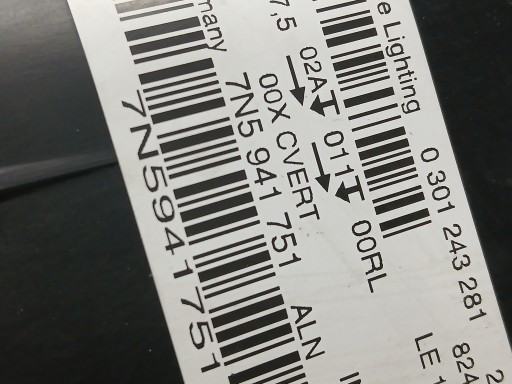 e Lighting
0 301 243 281
02A 011 00RL
many
7,5
00X CVERT ALN
7N5 941 751
7N5941751
824
LE